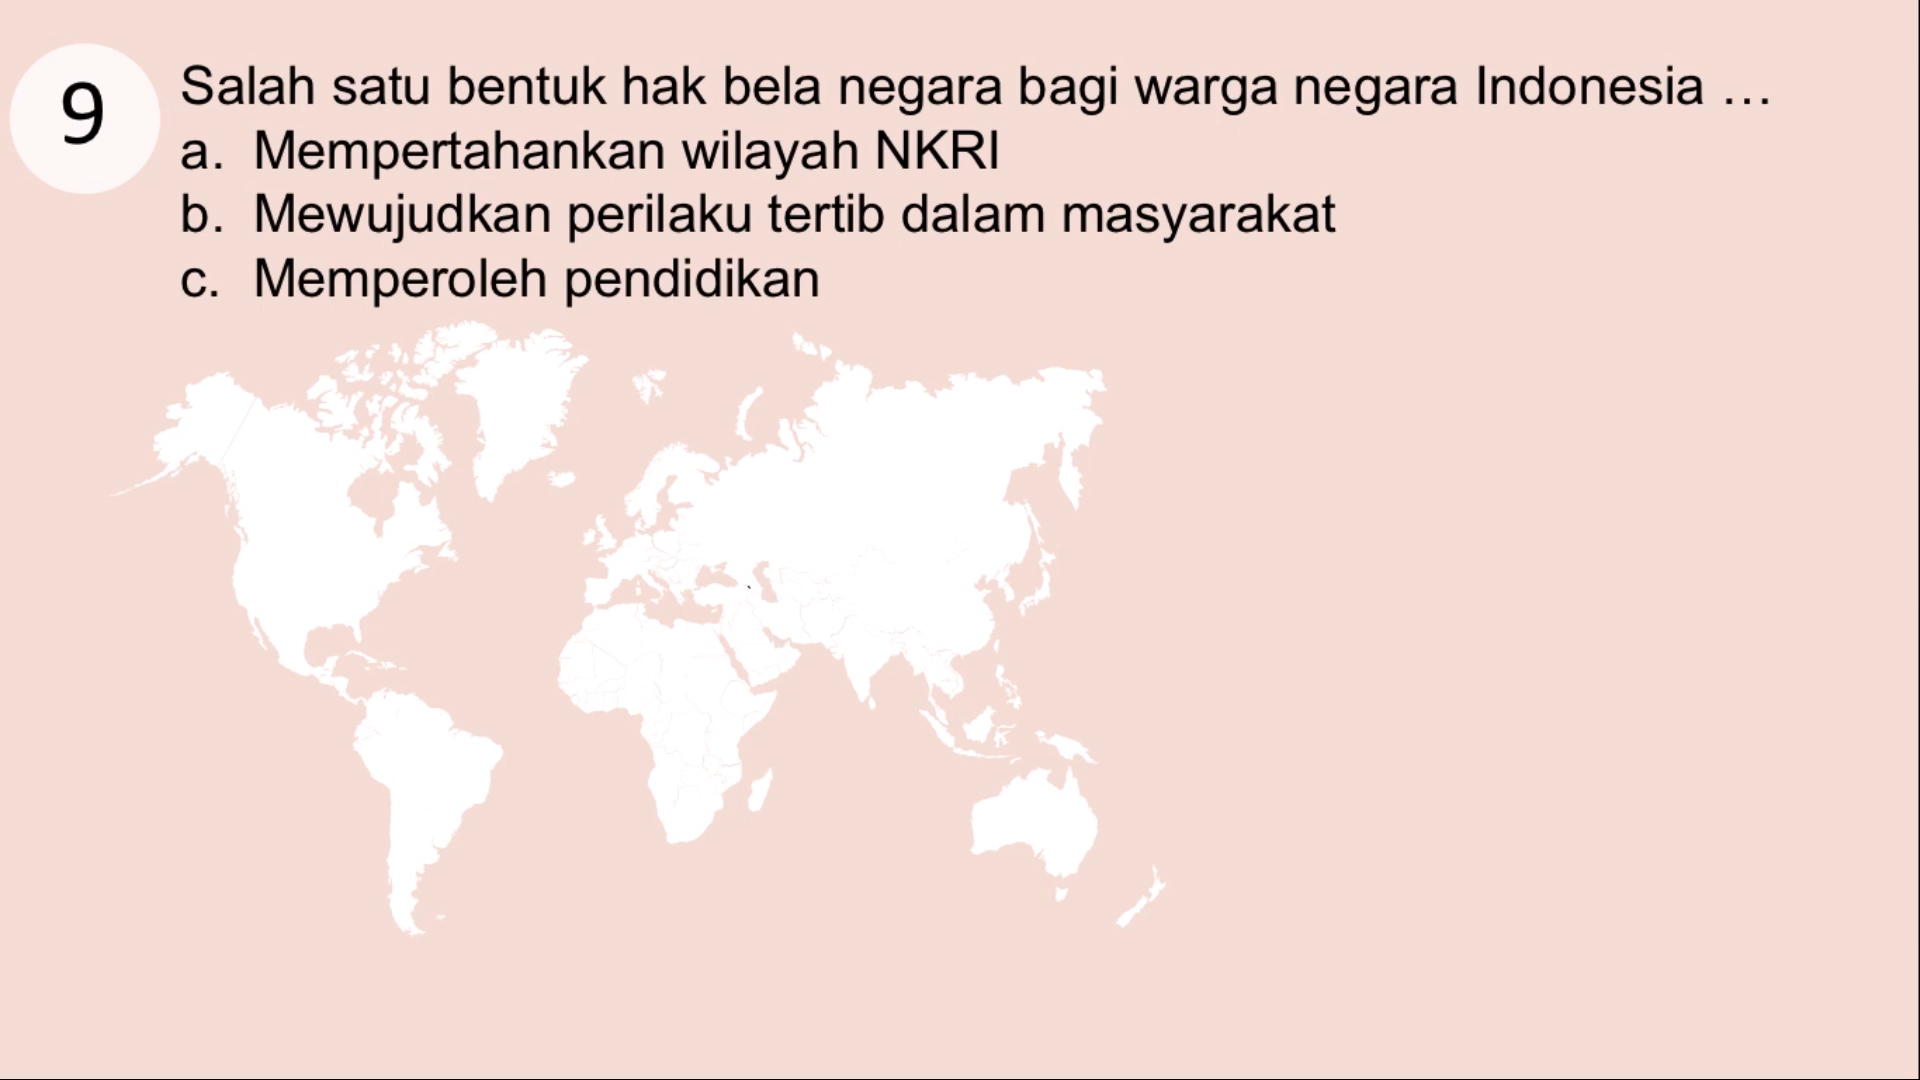 9
Salah satu bentuk hak bela negara bagi warga negara Indonesia …
a. Mempertahankan wilayah NKRI
b. Mewujudkan perilaku tertib dalam masyarakat
c. Memperoleh pendidikan